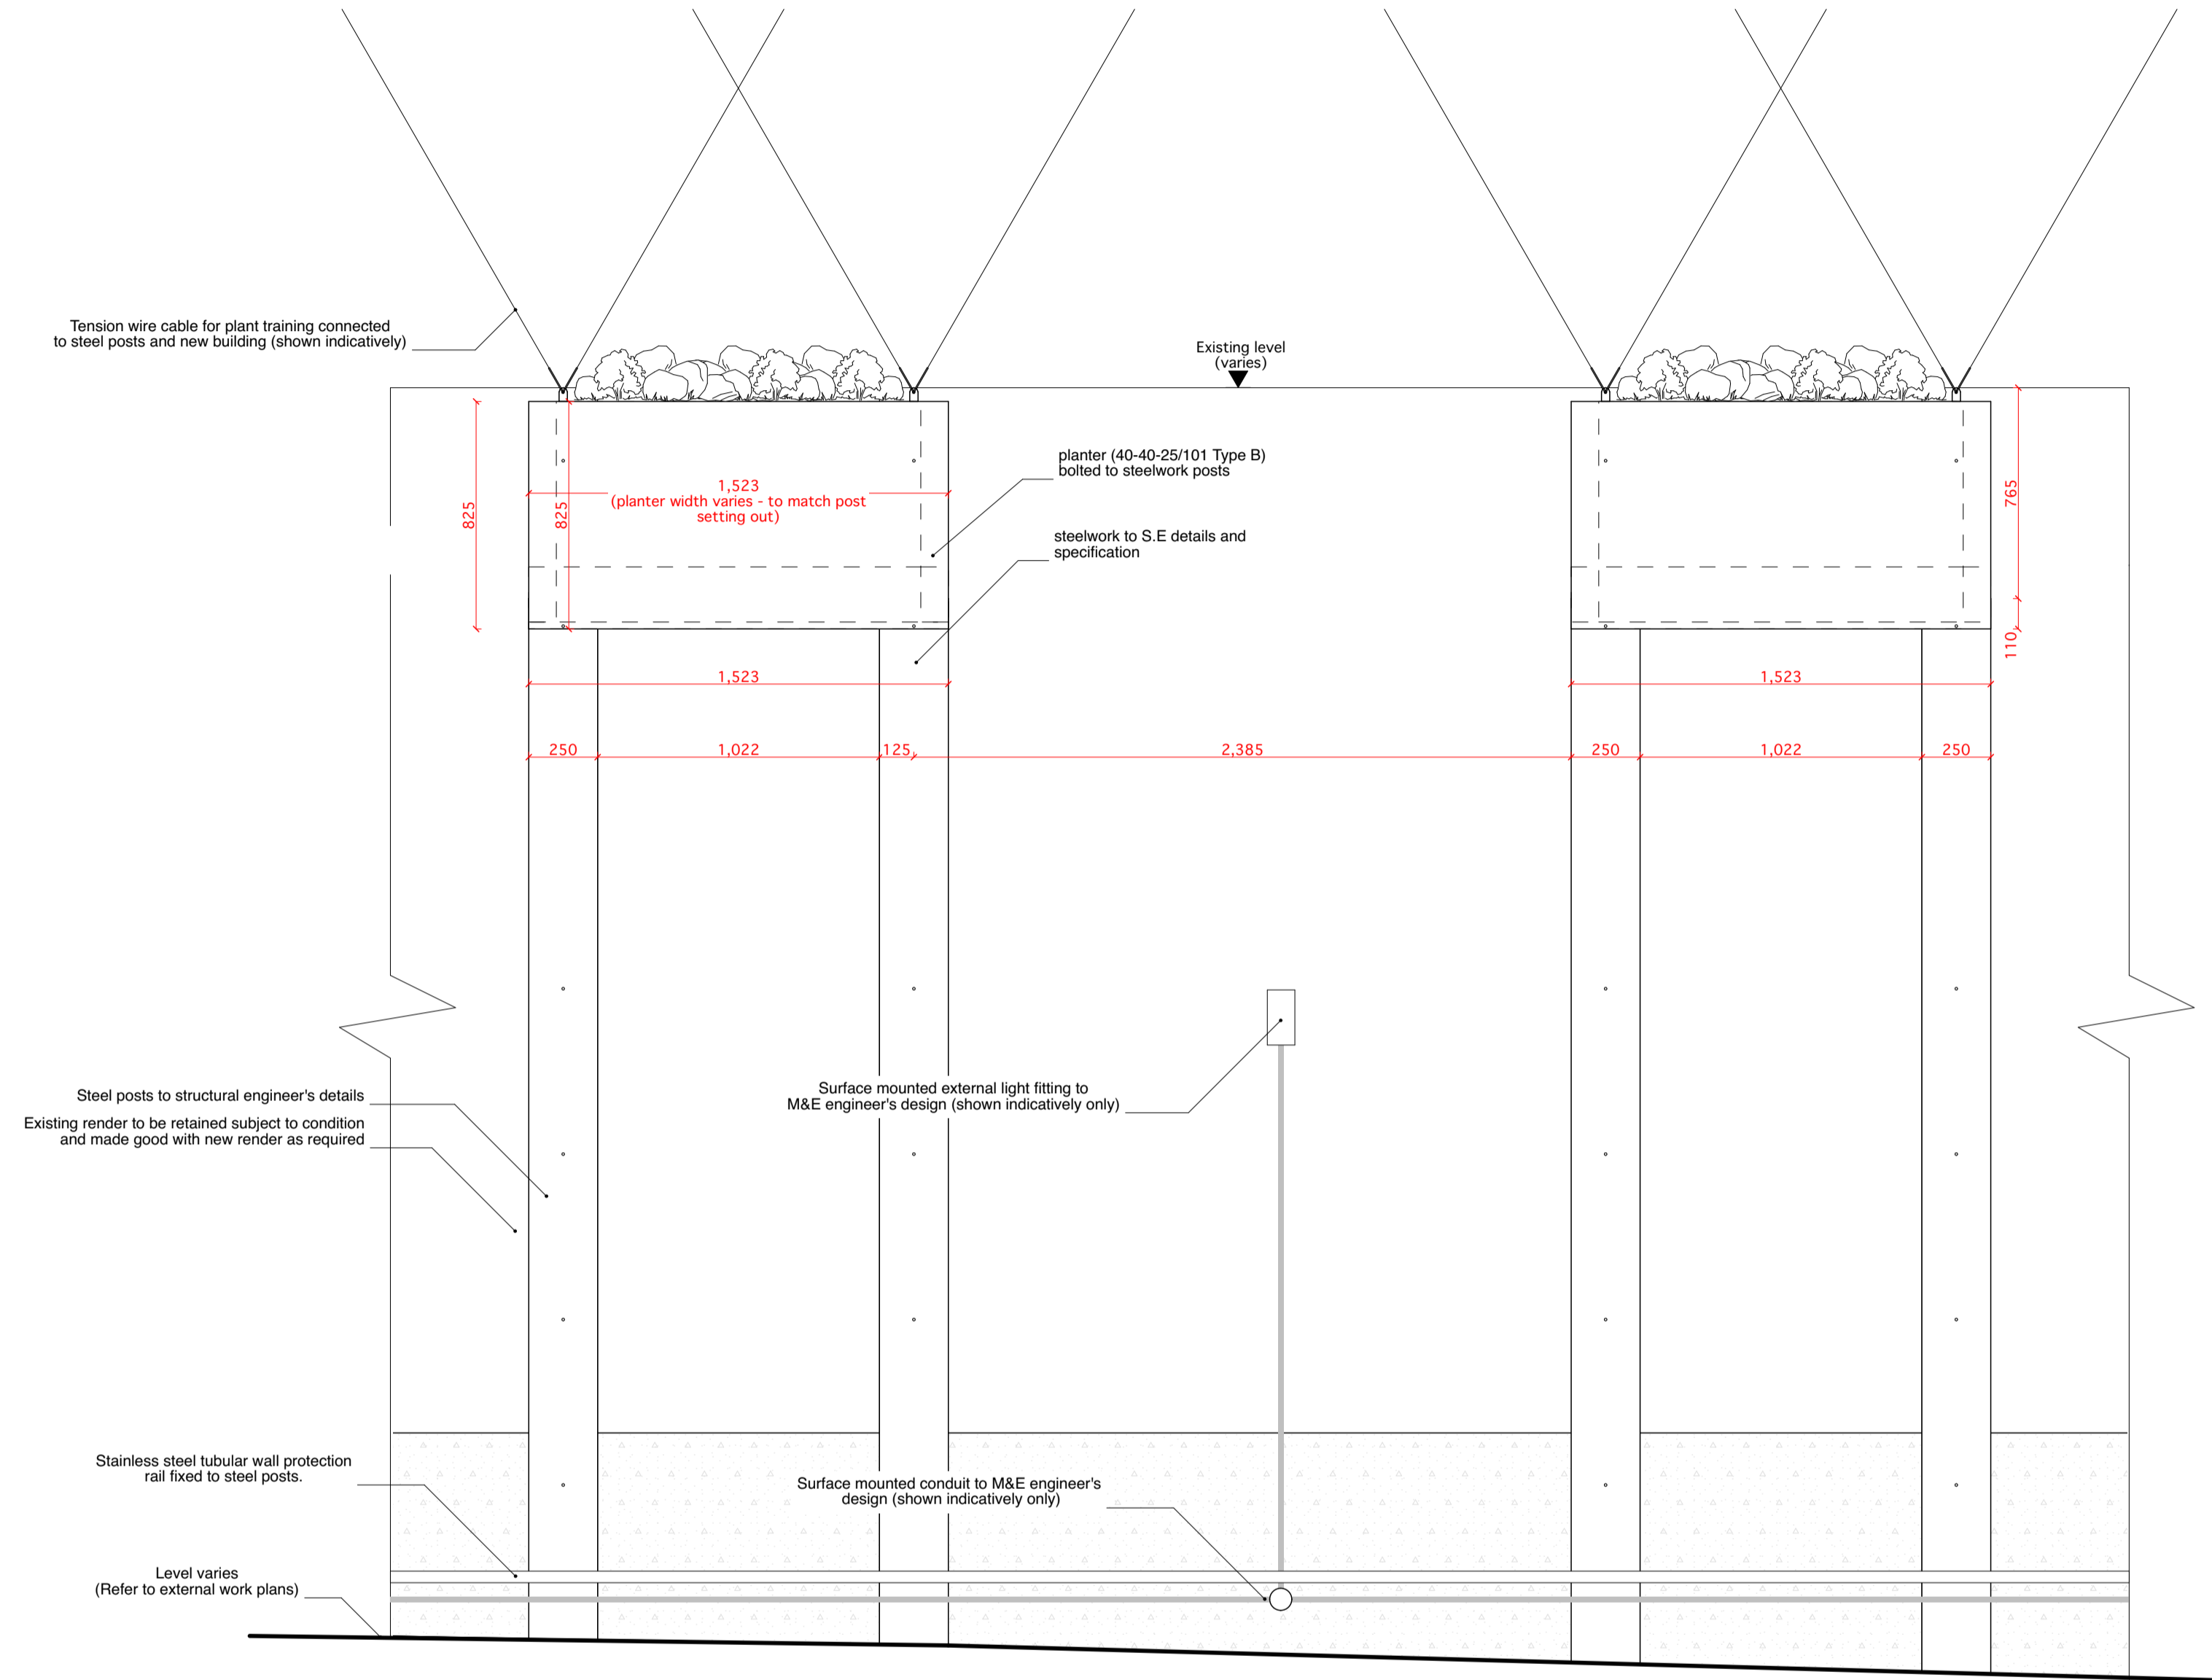 Tension wire cable for plant training connected
to steel posts and new building (shown indicatively)
Existing level
(varies)
planter (40-40-25/101 Type B)
bolted to steelwork posts
825
825
1,523
(planter width varies - to match post
setting out)
765
steelwork to S.E details and
specification
110
1,523
1,523
250
1,022
125
2,385
250
1,022
250
Steel posts to structural engineer's details
Existing render to be retained subject to condition
and made good with new render as required
Surface mounted external light fitting to
M&E engineer's design (shown indicatively only)
Stainless steel tubular wall protection
rail fixed to steel posts.
Surface mounted conduit to M&E engineer's
design (shown indicatively only)
Level varies
(Refer to external work plans)